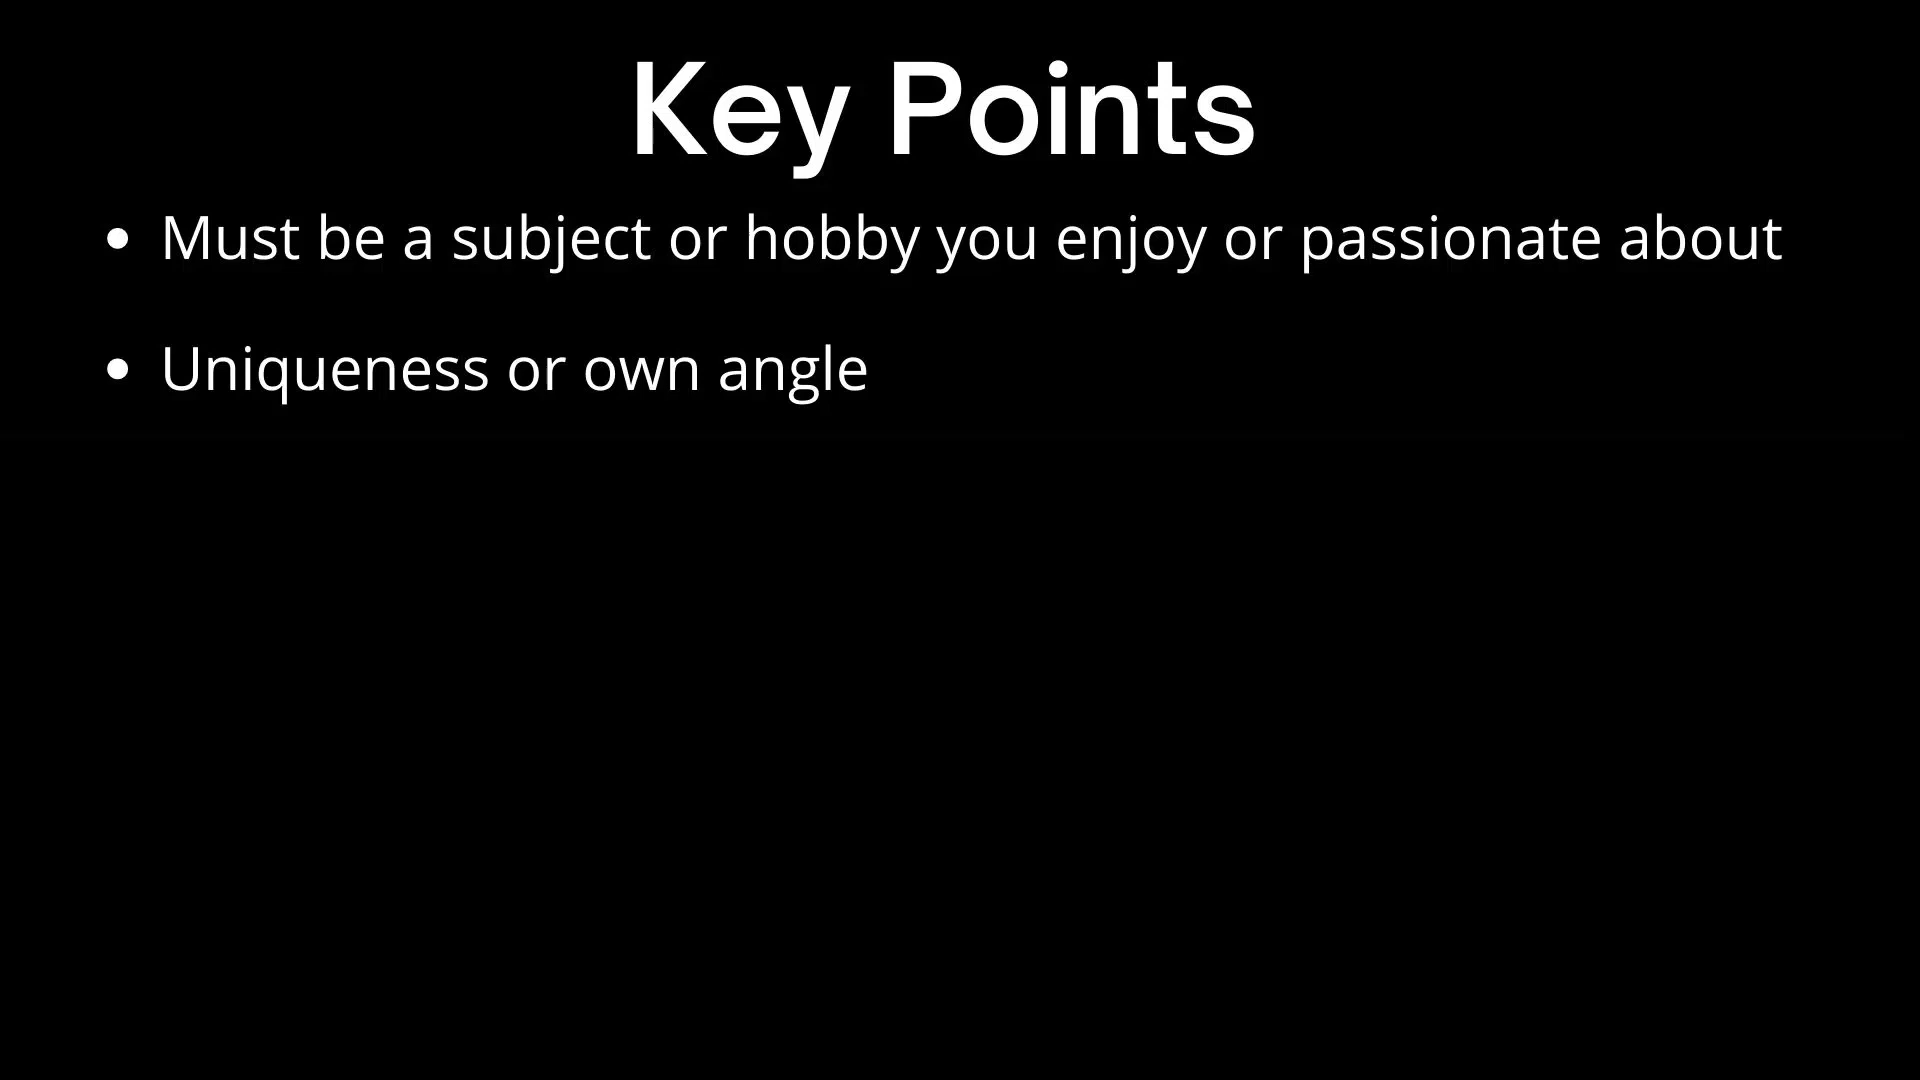 Key Points
• Must be a subject or hobby you enjoy or passionate about
• Uniqueness or own angle